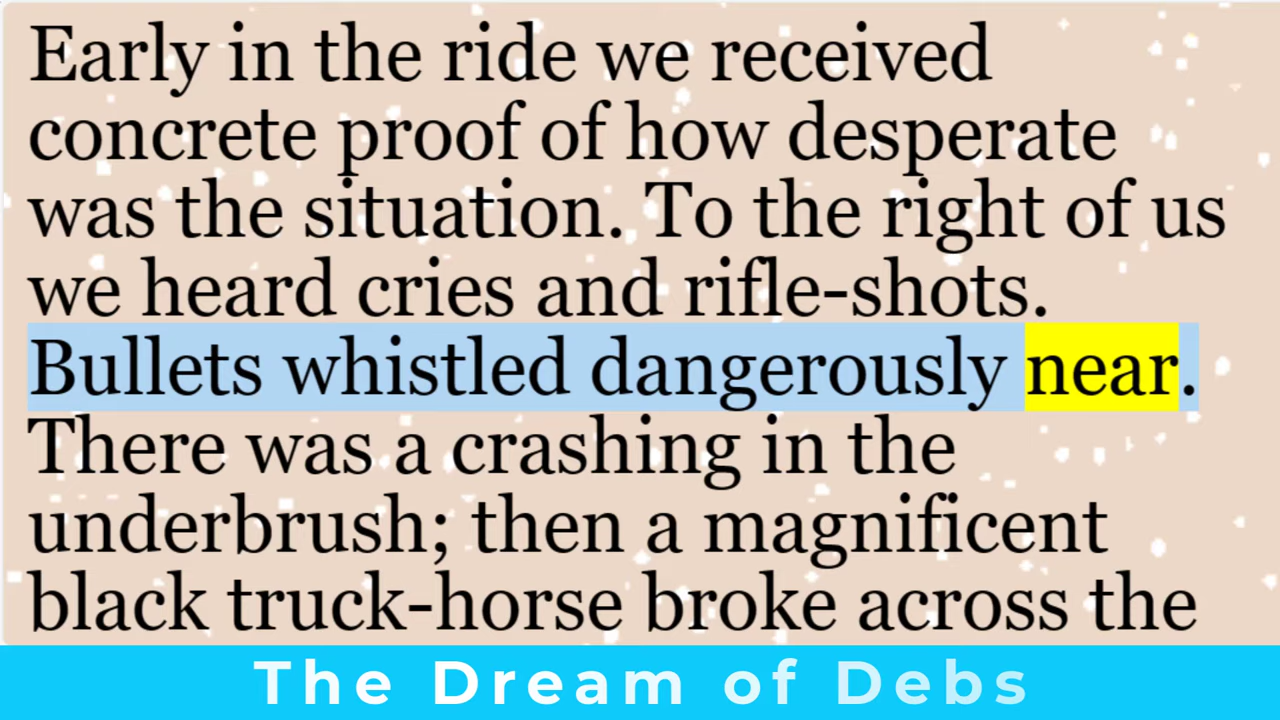 Early in the ride we received
concrete proof of how desperate
was the situation. To the right of us
we heard cries and rifle-shots.
Bullets whistled dangerously near.
There was a crashing in the
underbrush; then a magnificent
black truck-horse broke across the
The Dream of Debs